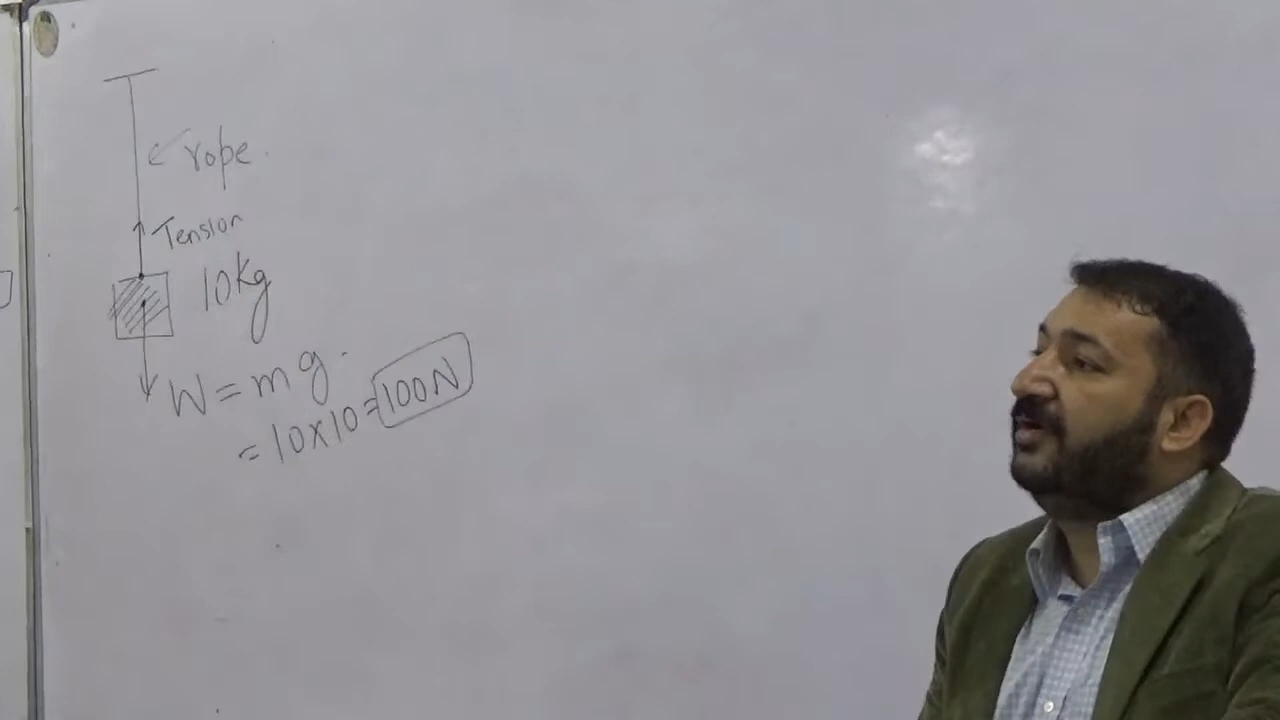 rope
Tension
10kg
W = mg.
= 10x10 = 100N